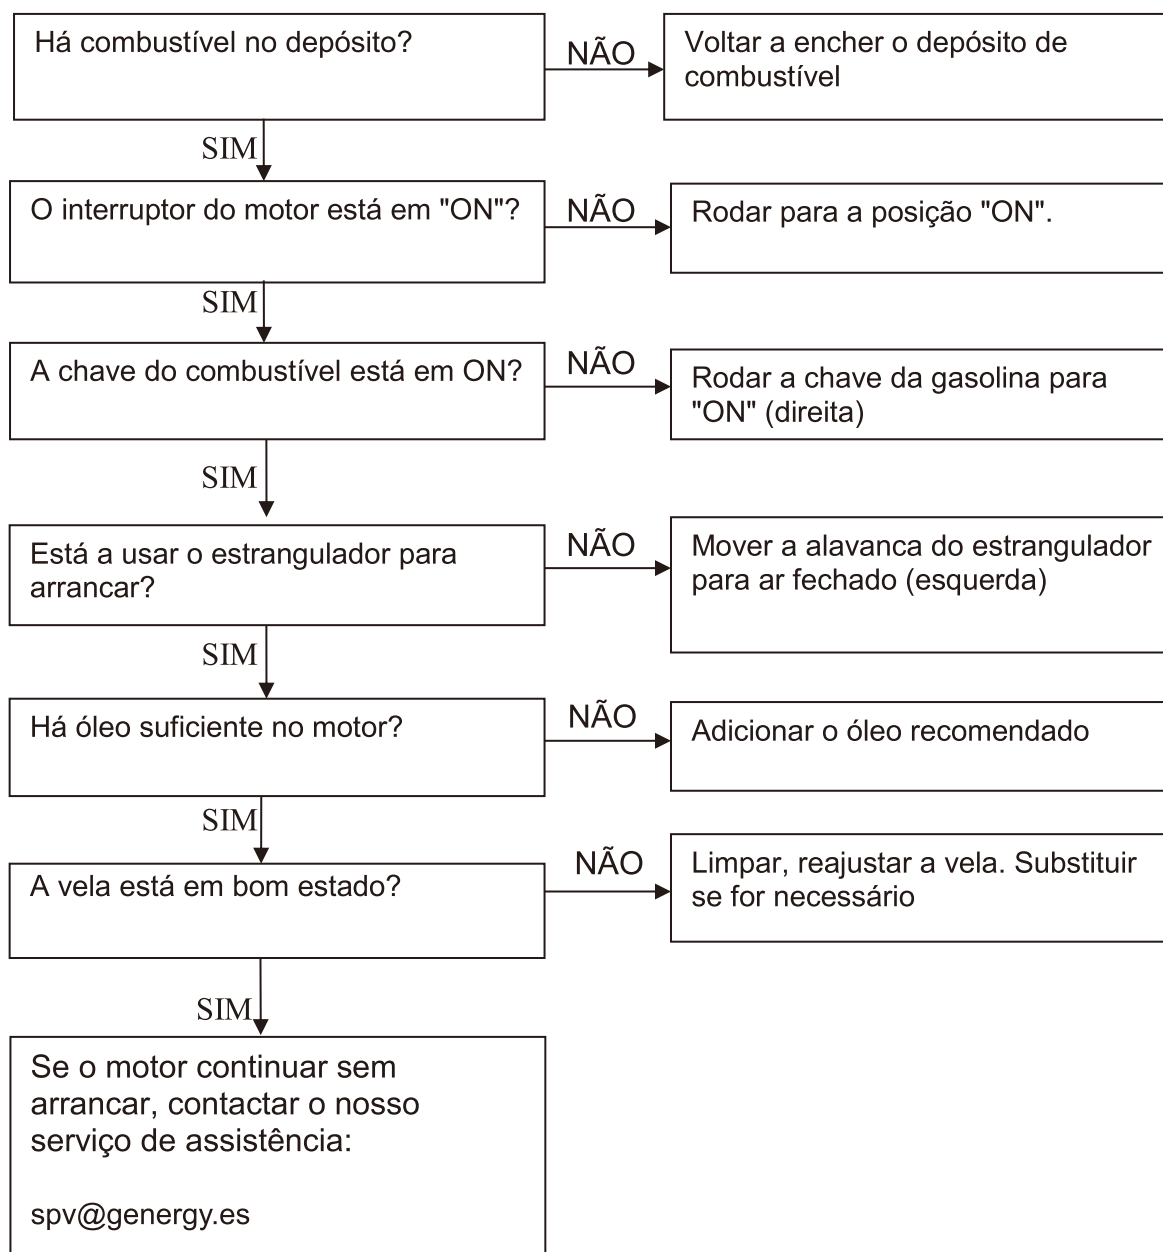 Há combustível no depósito?
NÃO
Voltar a encher o depósito de
combustível
SIM
O interruptor do motor está em "ON"?
NÃO
Rodar para a posição "ON".
SIM
A chave do combustível está em ON?
NÃO
Rodar a chave da gasolina para
"ON" (direita)
SIM
Está a usar o estrangulador para
arrancar?
NÃO
Mover a alavanca do estrangulador
para ar fechado (esquerda)
SIM
Há óleo suficiente no motor?
NÃO
Adicionar o óleo recomendado
SIM
A vela está em bom estado?
NÃO
Limpar, reajustar a vela. Substituir
se for necessário
SIM
Se o motor continuar sem
arrancar, contactar o nosso
serviço de assistência:
spv@genergy.es